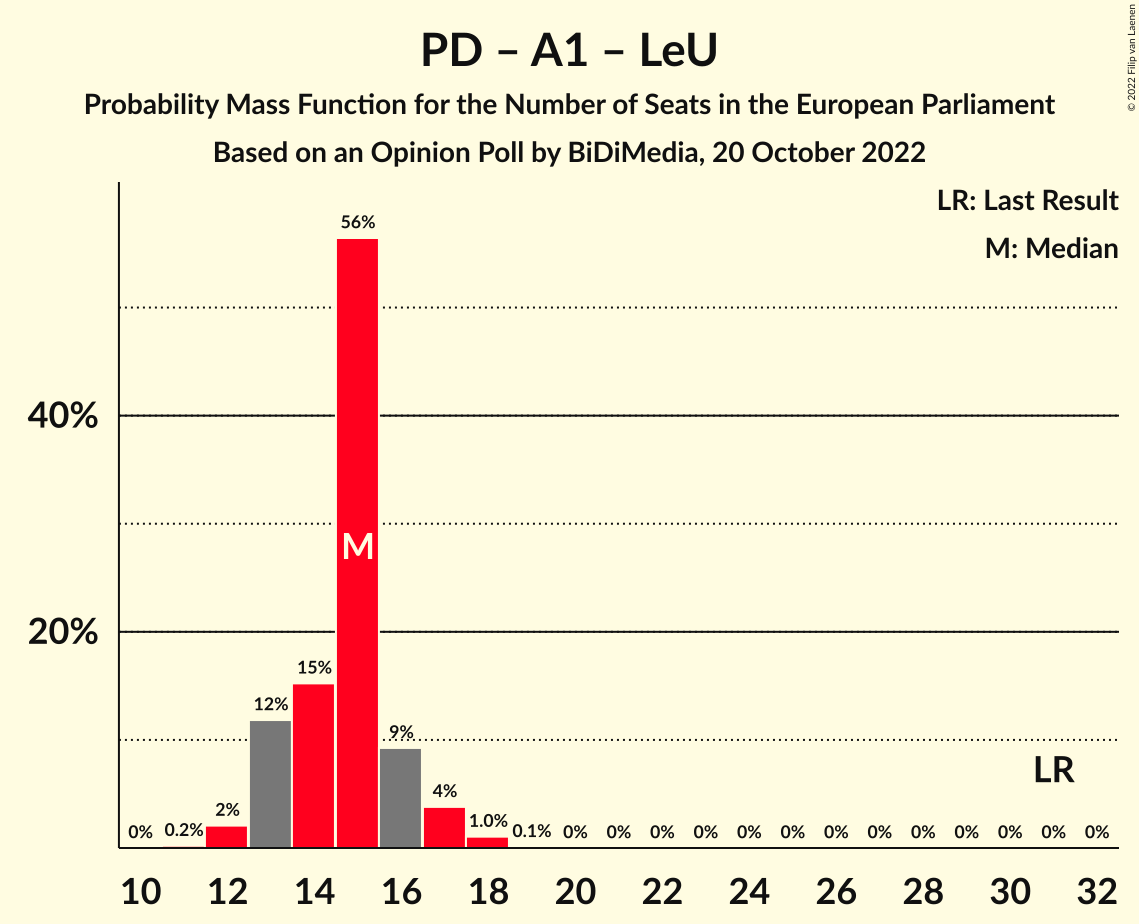 PD – A1 – LeU
Probability Mass Function for the Number of Seats in the European Parliament
Based on an Opinion Poll by BiDiMedia, 20 October 2022
© 2022 Filip van Laenen
LR: Last Result
M: Median
56%
40%
M
20%
15%
12%
9%
LR
4%
2%
1.0%
0% 0.2% 0.1% 0% 0% 0% 0% 0% 0% 0% 0% 0% 0% 0% 0% 0%
10 12 14 16 18 20 22 24 26 28 30 32